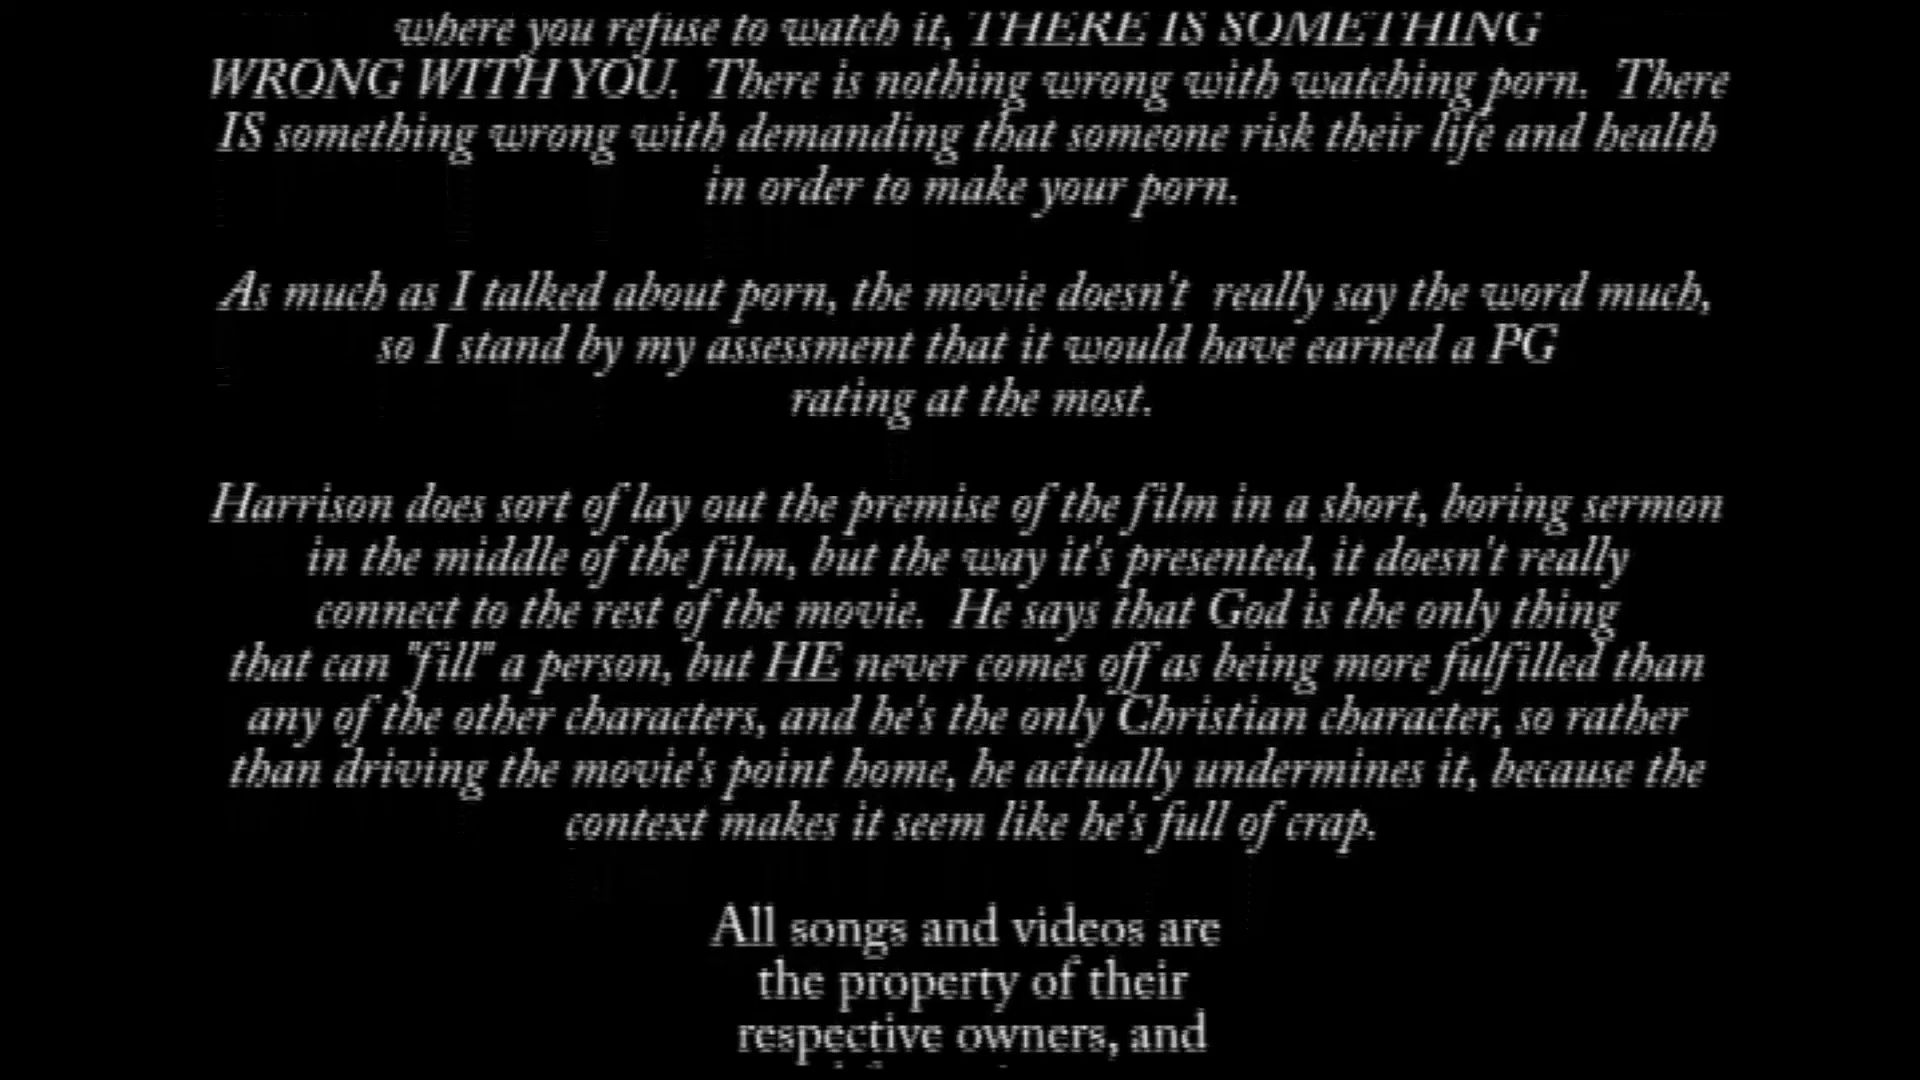 where you refuse to watch it, THERE IS SOMETHING
WRONG WITH YOU.  There is nothing wrong with watching porn.  There
IS something wrong with demanding that someone risk their life and health
in order to make your porn.
As much as I talked about porn, the movie doesn't  really say the word much,
so I stand by my assessment that it would have earned a PG
rating at the most.
Harrison does sort of lay out the premise of the film in a short, boring sermon
in the middle of the film, but the way it's presented, it doesn't really
connect to the rest of the movie.  He says that God is the only thing
that can "fill" a person, but HE never comes off as being more fulfilled than
any of the other characters, and he's the only Christian character, so rather
than driving the movie's point home, he actually undermines it, because the
context makes it seem like he's full of crap.
All songs and videos are
the property of their
respective owners, and